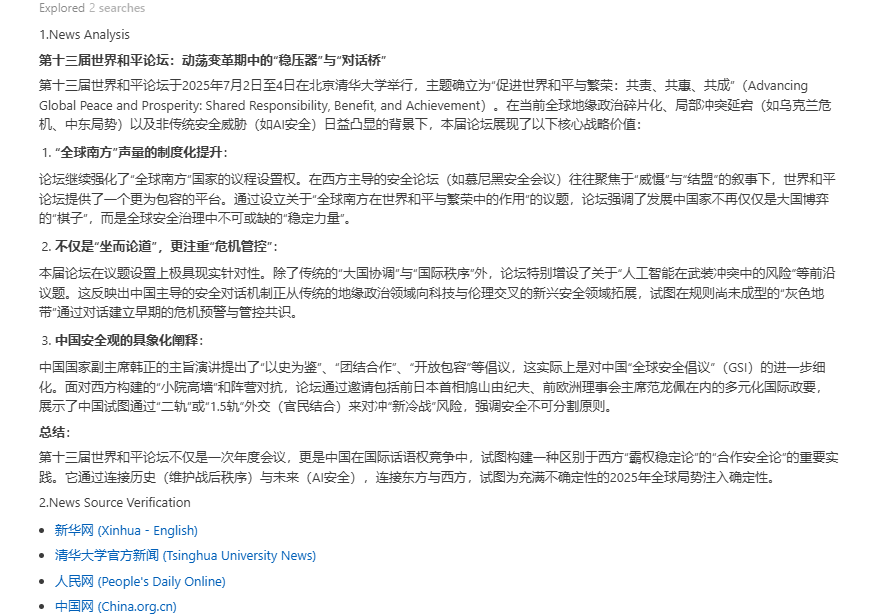 Explored 2 searches
1.News Analysis
第十三届世界和平论坛：动荡变革期中的“稳压器”与“对话桥”
第十三届世界和平论坛于2025年7月2日至4日在北京清华大学举行，主题确立为“促进世界和平与繁荣：共责、共惠、共成”（Advancing
Global Peace and Prosperity: Shared Responsibility, Benefit, and Achievement）。在当前全球地缘政治碎片化、局部冲突延宕（如乌克兰危
机、中东局势）以及非传统安全威胁（如AI安全）日益凸显的背景下，本届论坛展现了以下核心战略价值：
1. “全球南方”声量的制度化提升：
论坛继续强化了“全球南方”国家的议程设置权。在西方主导的安全论坛（如慕尼黑安全会议）往往聚焦于“威慑”与“结盟”的叙事下，世界和平
论坛提供了一个更为包容的平台。通过设立关于“全球南方在世界和平与繁荣中的作用”的议题，论坛强调了发展中国家不再仅仅是大国博弈
的“棋子”，而是全球安全治理中不可或缺的“稳定力量”。
2. 不仅是“坐而论道”，更注重“危机管控”：
本届论坛在议题设置上极具现实针对性。除了传统的“大国协调”与“国际秩序”外，论坛特别增设了关于“人工智能在武装冲突中的风险”等前沿
议题。这反映出中国主导的安全对话机制正从传统的地缘政治领域向科技与伦理交叉的新兴安全领域拓展，试图在规则尚未成型的“灰色地
带”通过对话建立早期的危机预警与管控共识。
3. 中国安全观的具象化阐释：
中国国家副主席韩正的主旨演讲提出了“以史为鉴”、“团结合作”、“开放包容”等倡议，这实际上是对中国“全球安全倡议”（GSI）的进一步细
化。面对西方构建的“小院高墙”和阵营对抗，论坛通过邀请包括前日本首相鸠山由纪夫、前欧洲理事会主席范龙佩在内的多元化国际政要，
展示了中国试图通过“二轨”或“1.5轨”外交（官民结合）来对冲“新冷战”风险，强调安全不可分割原则。
总结：
第十三届世界和平论坛不仅是一次年度会议，更是中国在国际话语权竞争中，试图构建一种区别于西方“霸权稳定论”的“合作安全论”的重要实
践。它通过连接历史（维护战后秩序）与未来（AI安全），连接东方与西方，试图为充满不确定性的2025年全球局势注入确定性。
2.News Source Verification
新华网 (Xinhua - English)
清华大学官方新闻 (Tsinghua University News)
人民网 (People's Daily Online)
中国网 (China.org.cn)